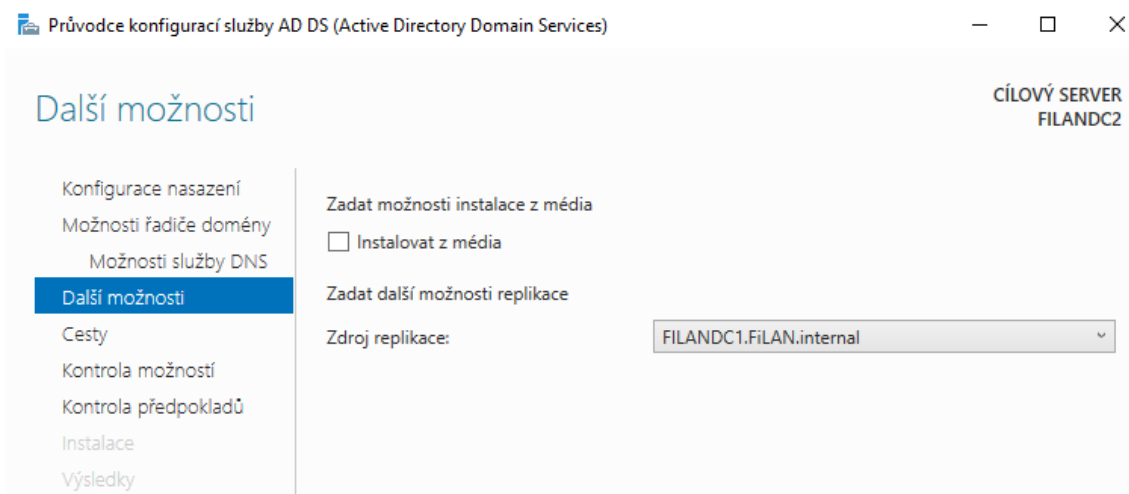 Průvodce konfigurací služby AD DS (Active Directory Domain Services)
Další možnosti
CÍLOVÝ SERVER
FILANDC2
Konfigurace nasazení
Možnosti řadiče domény
Možnosti služby DNS
Další možnosti
Cesty
Kontrola možností
Kontrola předpokladů
Instalace
Výsledky
Zadat možnosti instalace z média
Instalovat z média
Zadat další možnosti replikace
Zdroj replikace:
FILANDC1.FiLAN.internal